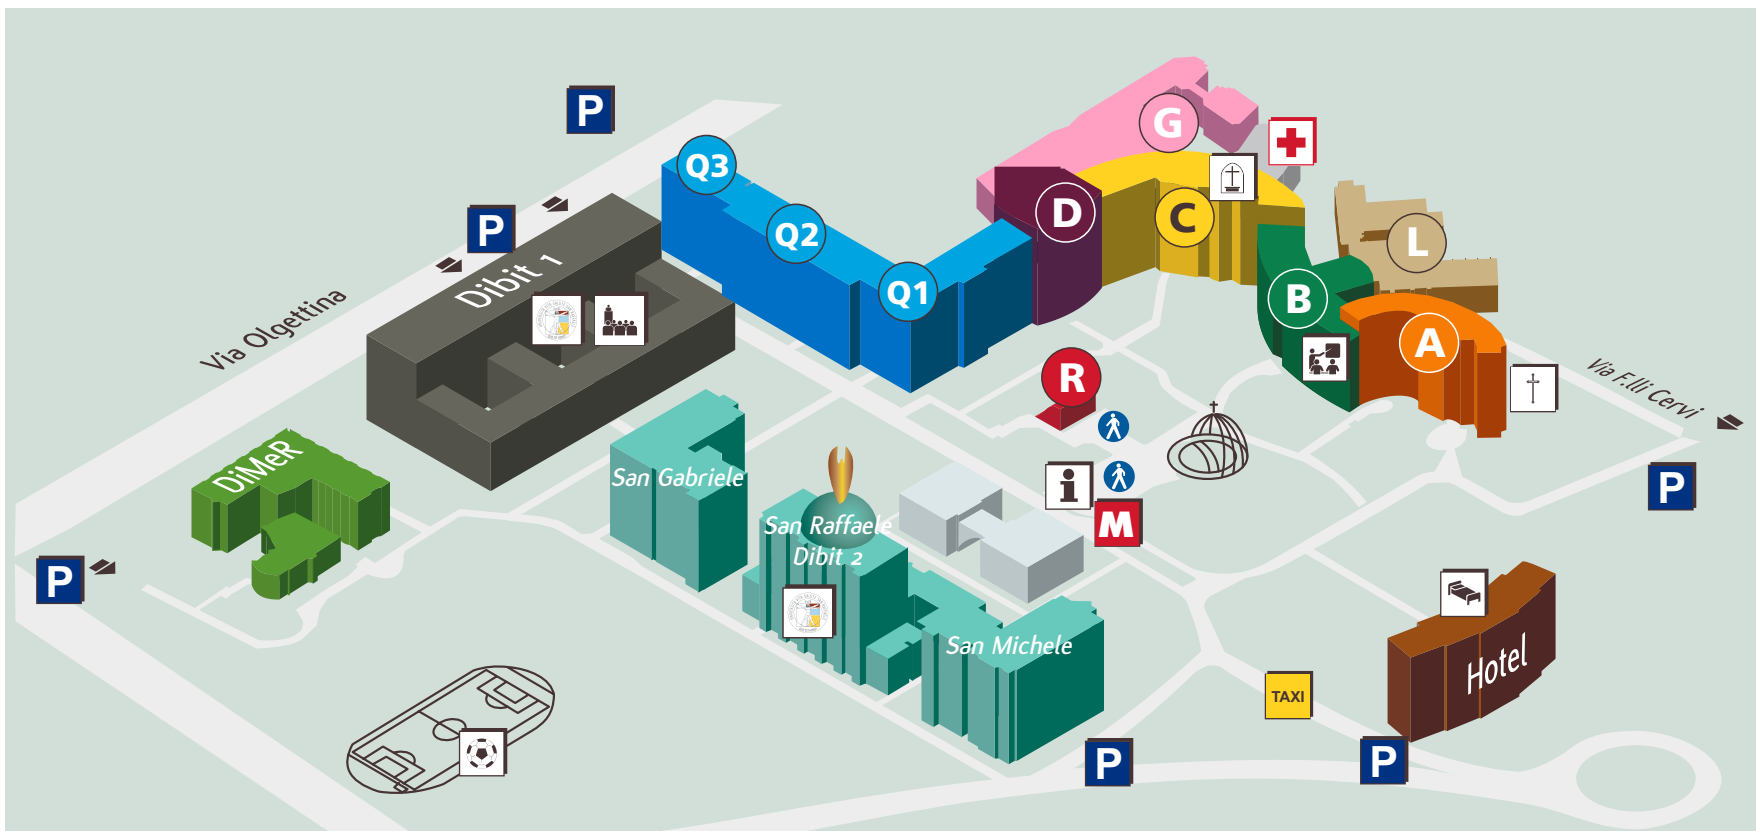 P
G
Q3
P
D
C
Q2
L
Dibit 1
Q1
B
Via Olgettina
A
R
Via F.lli Cervi
DiMeR
San Gabriele
P
i
M
San Raffaele
Dibit 2
P
San Michele
Hotel
TAXI
P
P